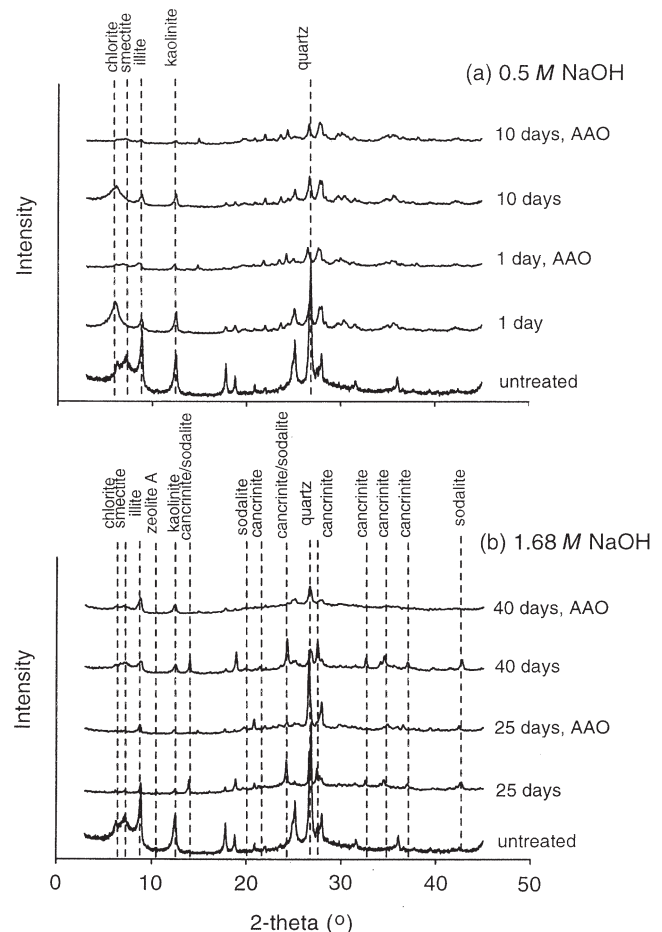 chlorite
smectite
illite
kaolinite
quartz
(a) 0.5 M NaOH
10 days, AAO
10 days
1 day, AAO
1 day
untreated
Intensity
chlorite
smectite
illite
zeolite A
kaolinite
cancrinite/sodalite
sodalite
cancrinite
cancrinite/sodalite
quartz
cancrinite
cancrinite
cancrinite
cancrinite
sodalite
(b) 1.68 M NaOH
40 days, AAO
40 days
25 days, AAO
25 days
untreated
Intensity
0 10 20 30 40 50
2-theta (°)